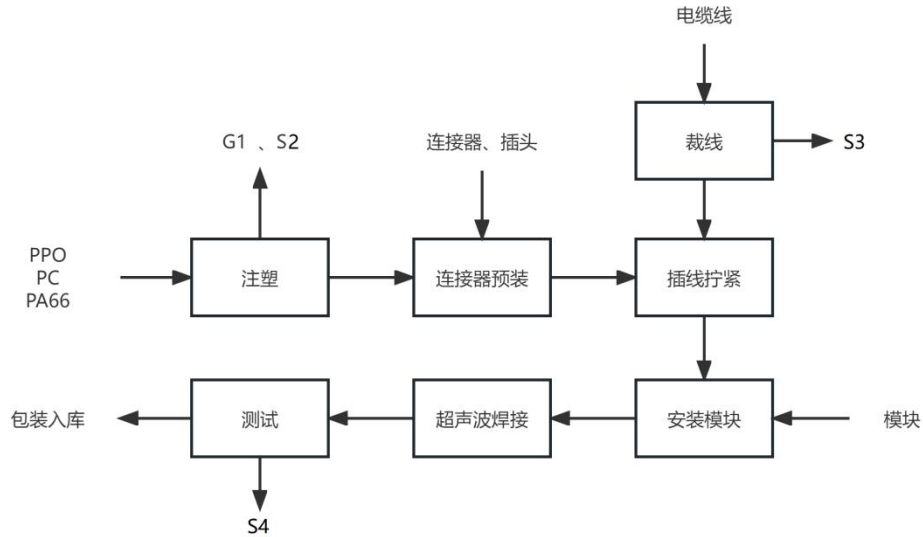 电缆线
G1 、S2
连接器、插头
裁线
S3
PPO
PC
PA66
注塑
连接器预装
插线拧紧
包装入库
测试
超声波焊接
安装模块
模块
S4